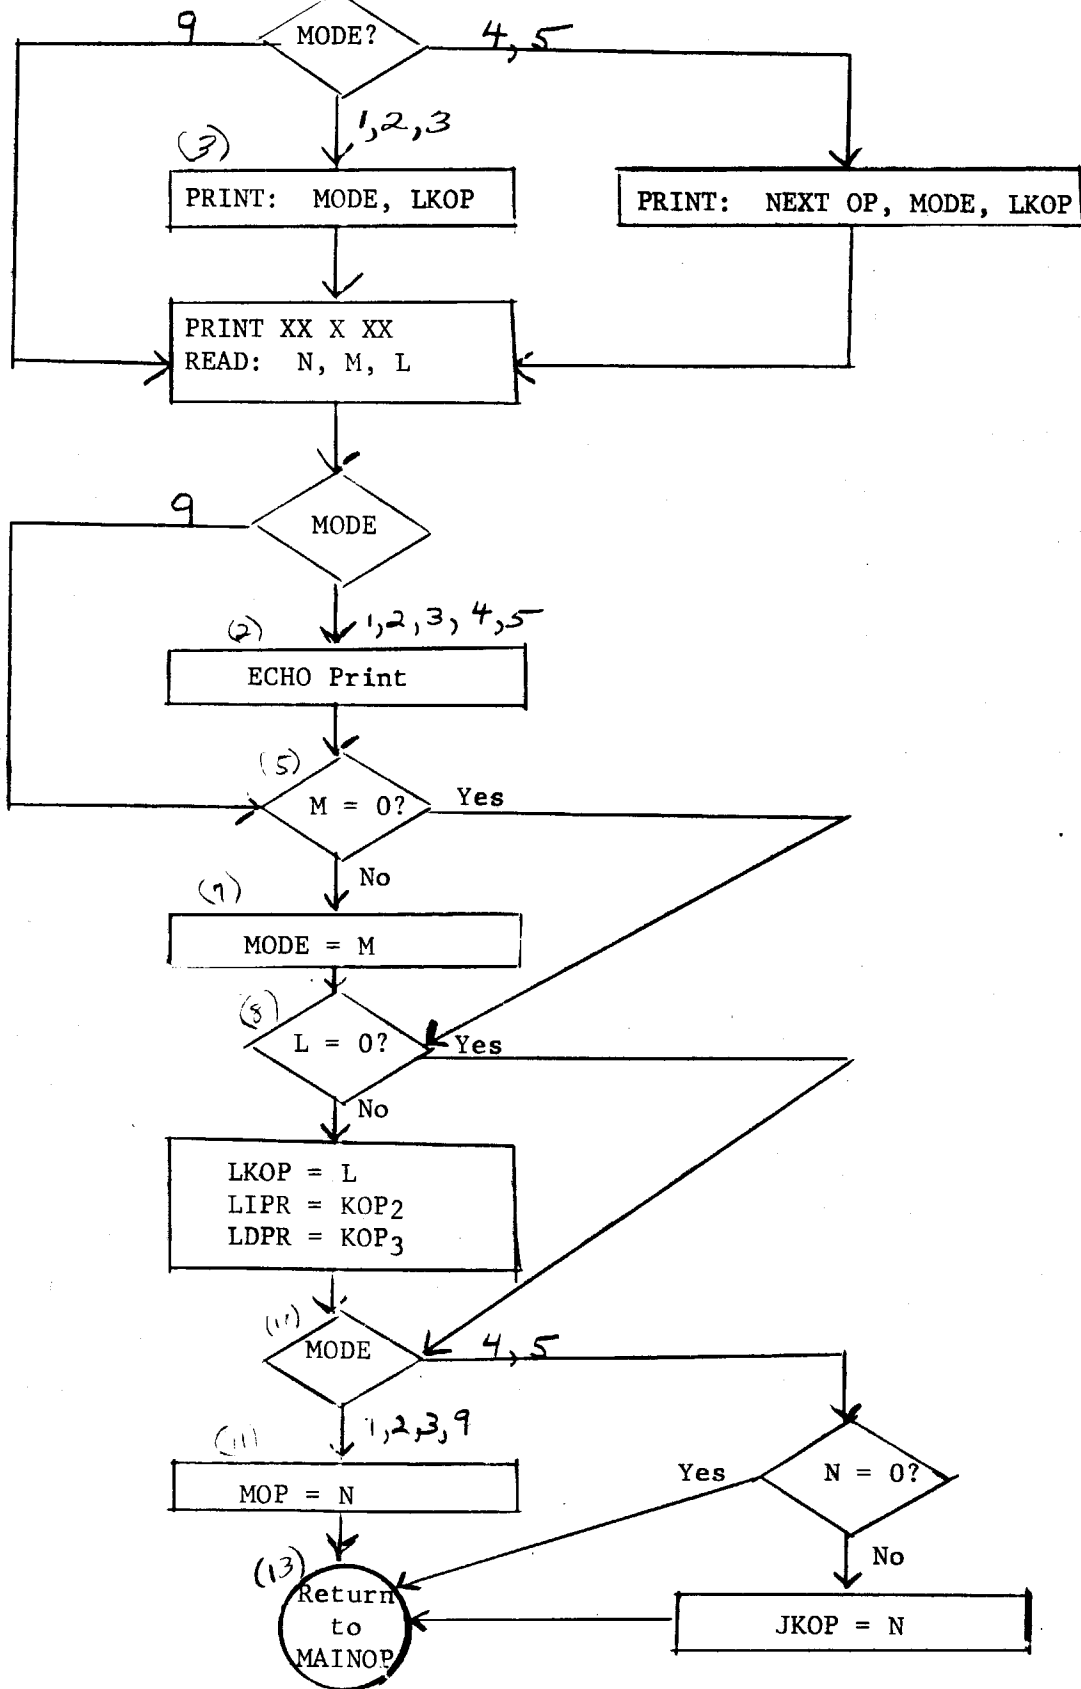 9
MODE?
4, 5
1,2,3
(3)
PRINT: MODE, LKOP
PRINT: NEXT OP, MODE, LKOP
PRINT XX X XX
READ: N, M, L
9
MODE
1,2,3,4,5
(2)
ECHO Print
(5)
M = 0?
Yes
No
(7)
MODE = M
(8)
L = 0?
Yes
No
LKOP = L
LIPR = KOP2
LDPR = KOP3
MODE
4,5
1,2,3,9
(11)
MOP = N
N = 0?
Yes
No
(13)
Return
to
MAINOP
JKOP = N